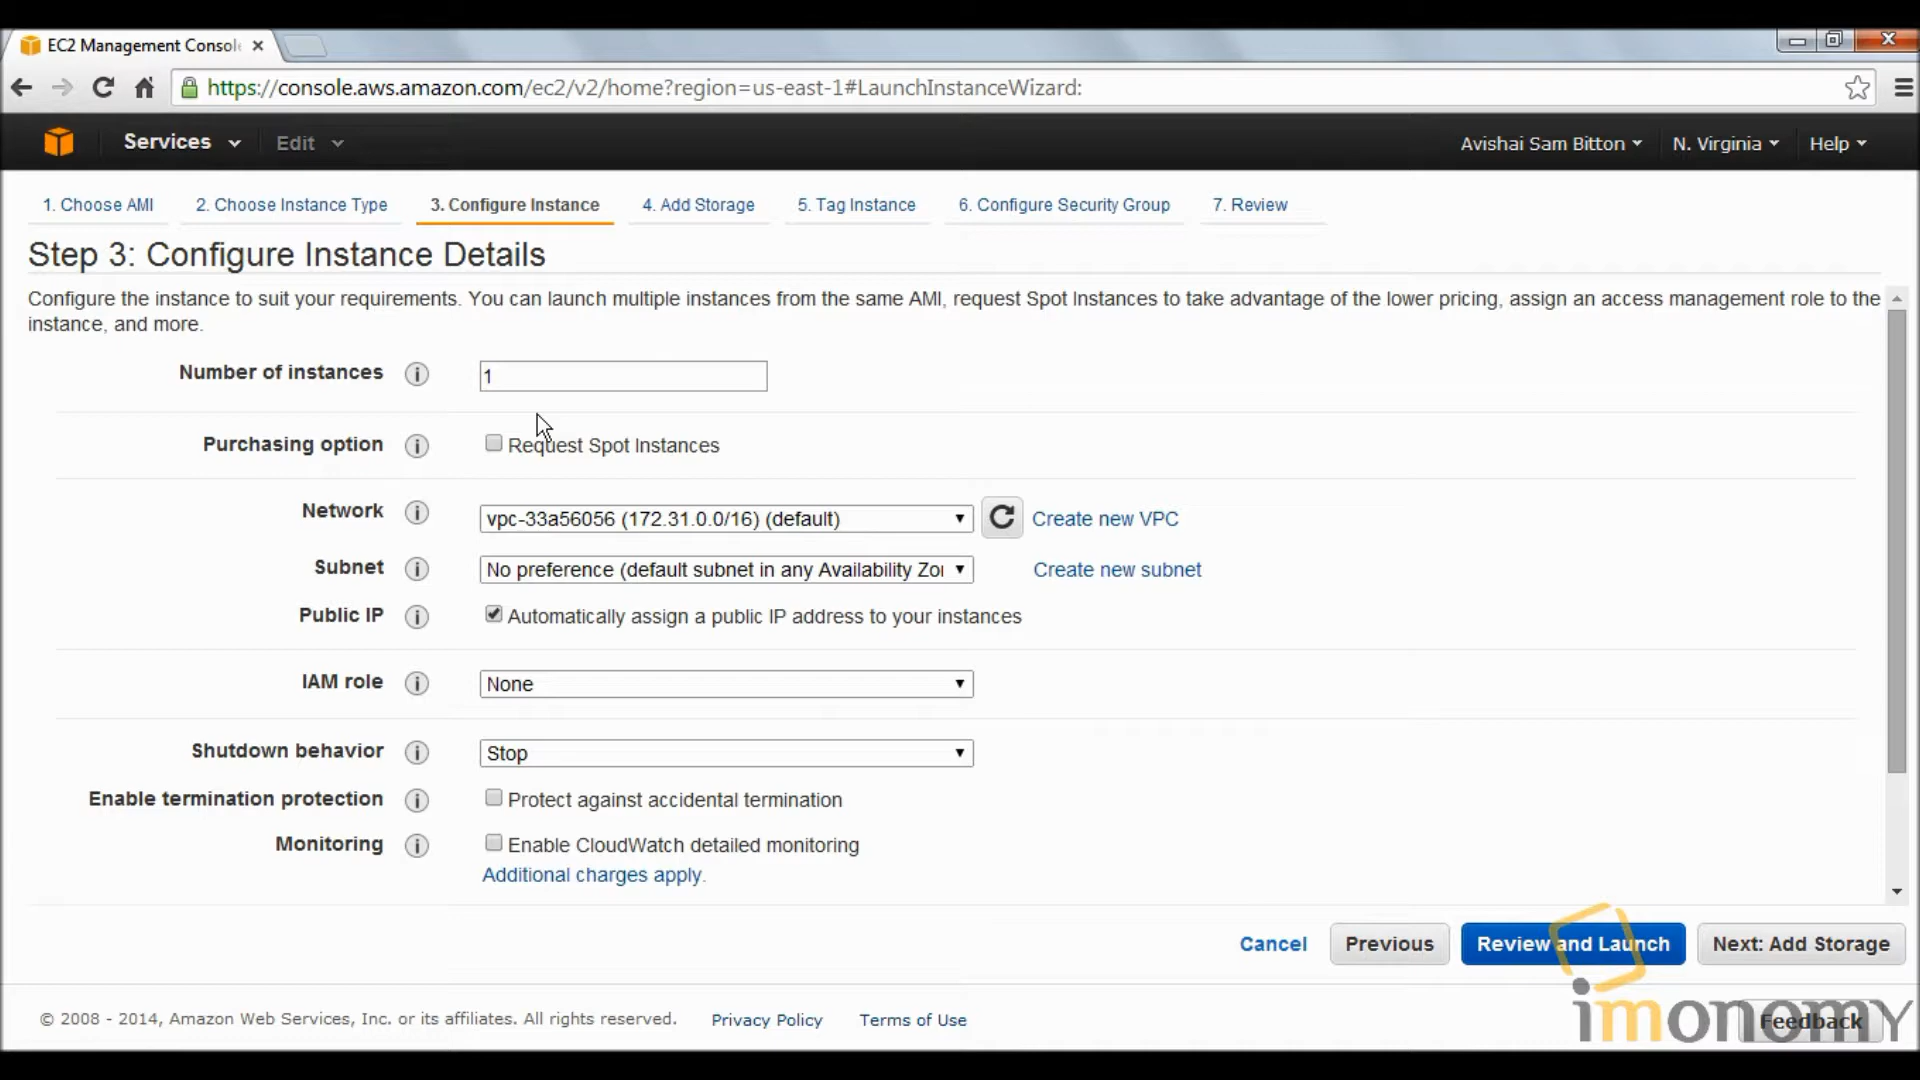 EC2 Management Consol
https://console.aws.amazon.com/ec2/v2/home?region=us-east-1#LaunchInstanceWizard:
Services Edit Avishai Sam Bitton N. Virginia Help
1. Choose AMI 2. Choose Instance Type 3. Configure Instance 4. Add Storage 5. Tag Instance 6. Configure Security Group 7. Review
Step 3: Configure Instance Details
Configure the instance to suit your requirements. You can launch multiple instances from the same AMI, request Spot Instances to take advantage of the lower pricing, assign an access management role to the
instance, and more.
Number of instances i 1
Purchasing option i Request Spot Instances
Network i vpc-33a56056 (172.31.0.0/16) (default) Create new VPC
Subnet i No preference (default subnet in any Availability Zo Create new subnet
Public IP i Automatically assign a public IP address to your instances
IAM role i None
Shutdown behavior i Stop
Enable termination protection i Protect against accidental termination
Monitoring i Enable CloudWatch detailed monitoring
Additional charges apply.
Cancel Previous Review and Launch Next: Add Storage
© 2008 - 2014, Amazon Web Services, Inc. or its affiliates. All rights reserved. Privacy Policy Terms of Use Feedback
imonomy